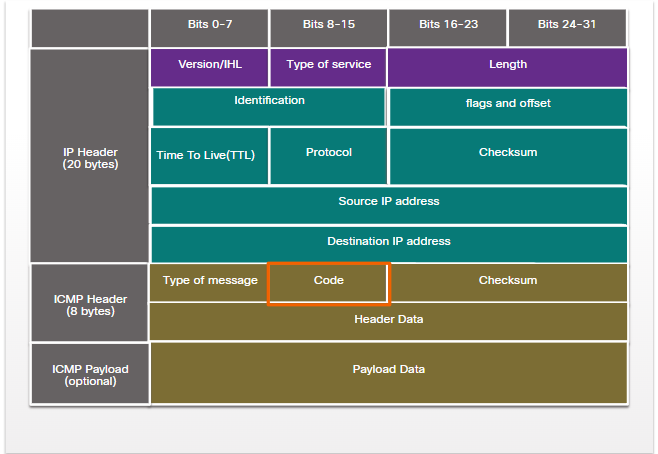 Bits 0-7 Bits 8-15 Bits 16-23 Bits 24-31
Version/IHL Type of service Length
Identification flags and offset
IP Header
(20 bytes)
Time To Live(TTL) Protocol Checksum
Source IP address
Destination IP address
ICMP Header
(8 bytes)
Type of message Code Checksum
Header Data
ICMP Payload
(optional)
Payload Data